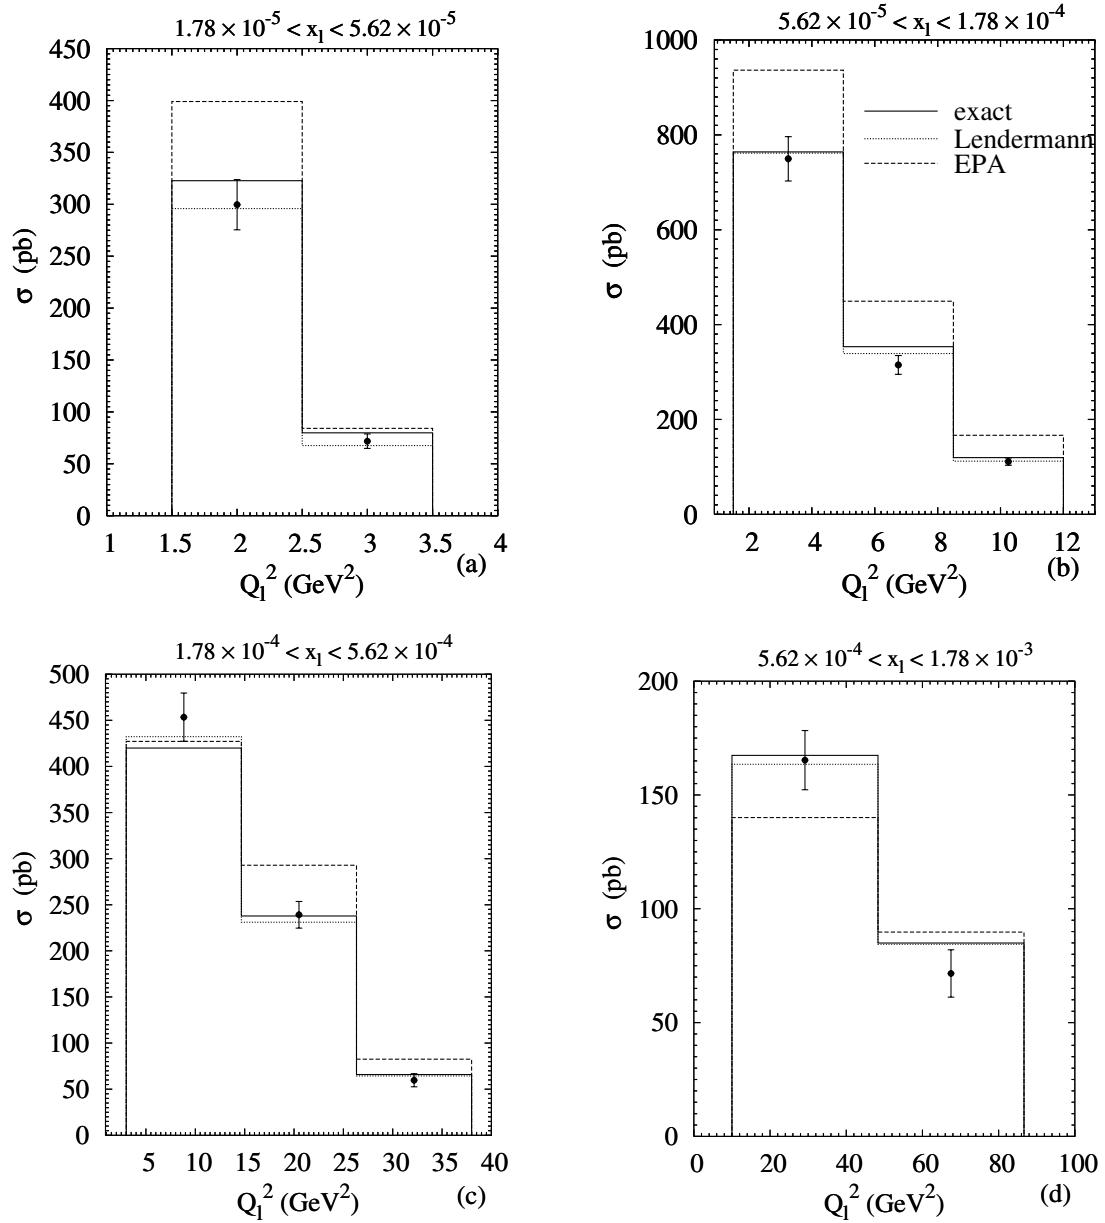 1.78 × 10^-5 < x_l < 5.62 × 10^-5
450
400
350
300
250
200
150
100
50
0
σ (pb)
1 1.5 2 2.5 3 3.5 4
Q_l^2 (GeV^2)
(a)
5.62 × 10^-5 < x_l < 1.78 × 10^-4
1000
800
600
400
200
0
σ (pb)
exact
Lendermann
EPA
2 4 6 8 10 12
Q_l^2 (GeV^2)
(b)
1.78 × 10^-4 < x_l < 5.62 × 10^-4
500
450
400
350
300
250
200
150
100
50
0
σ (pb)
5 10 15 20 25 30 35 40
Q_l^2 (GeV^2)
(c)
5.62 × 10^-4 < x_l < 1.78 × 10^-3
200
150
100
50
0
σ (pb)
0 20 40 60 80 100
Q_l^2 (GeV^2)
(d)